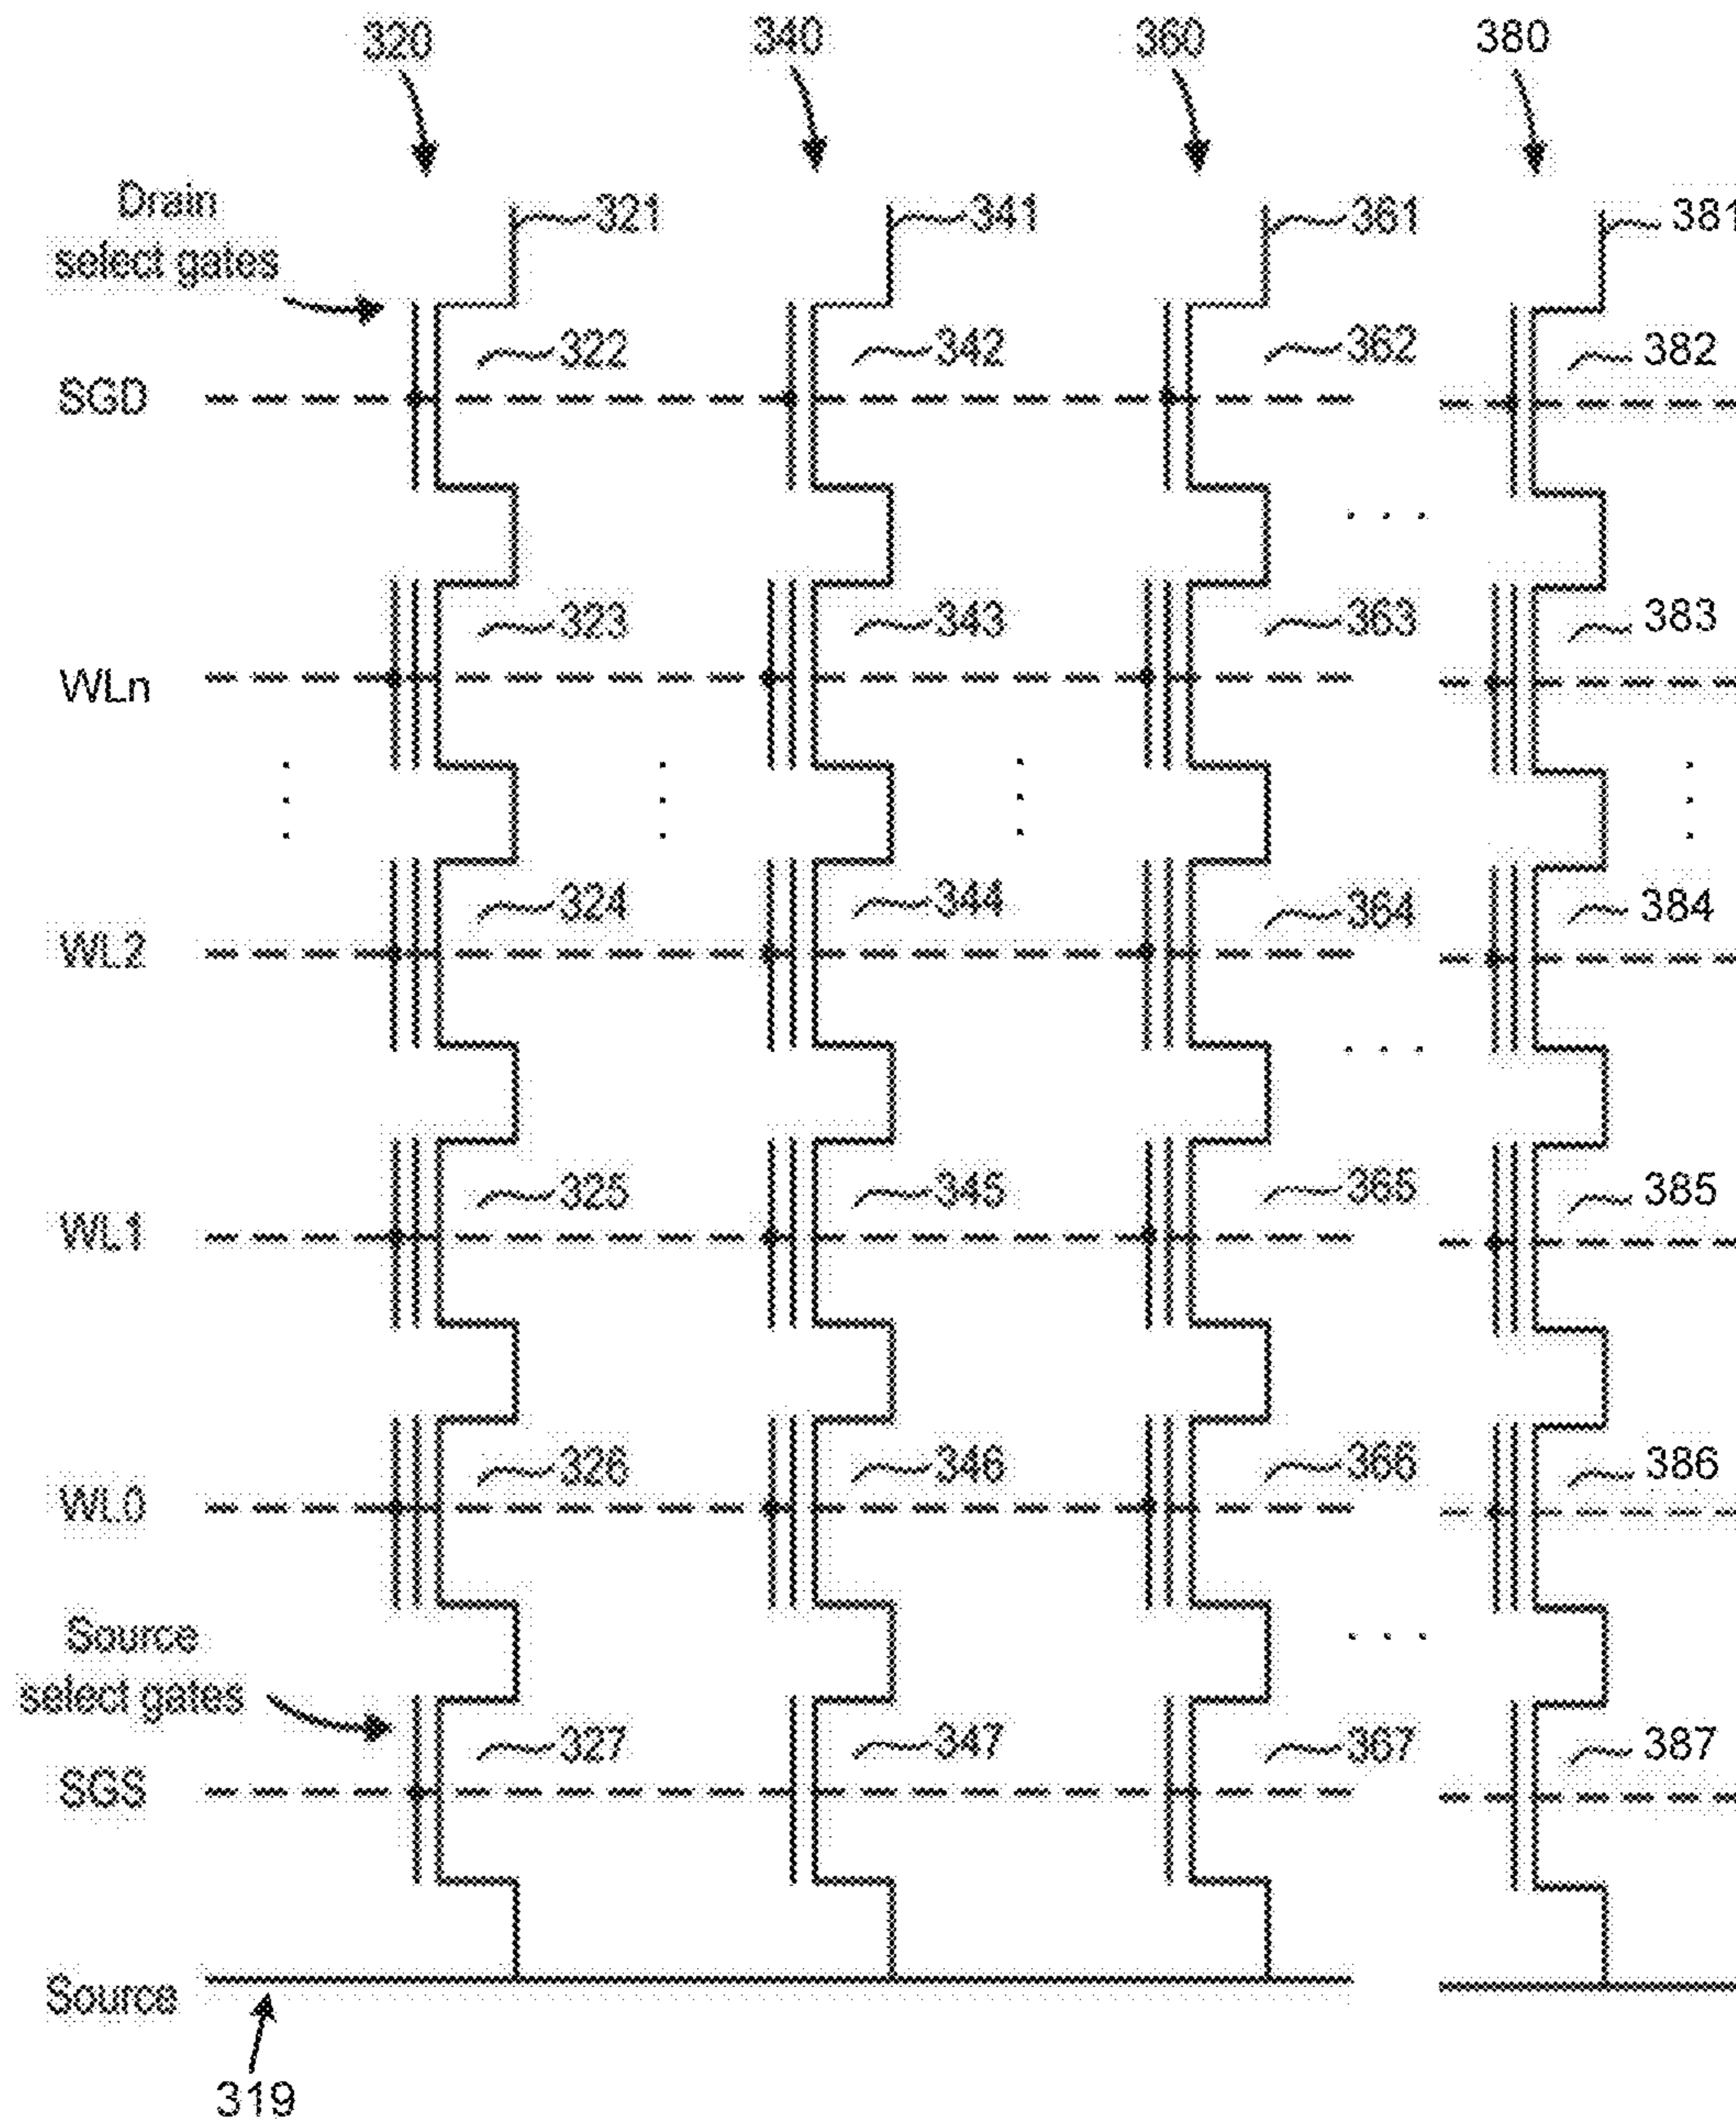 320 340 360 380
Drain
select gates
321 341 361 381
322 342 362 382
SGD
323 343 363 383
WLn
324 344 364 384
WL2
325 345 365 385
WL1
326 346 366 386
WL0
Source
select gates
327 347 367 387
SGS
Source
319